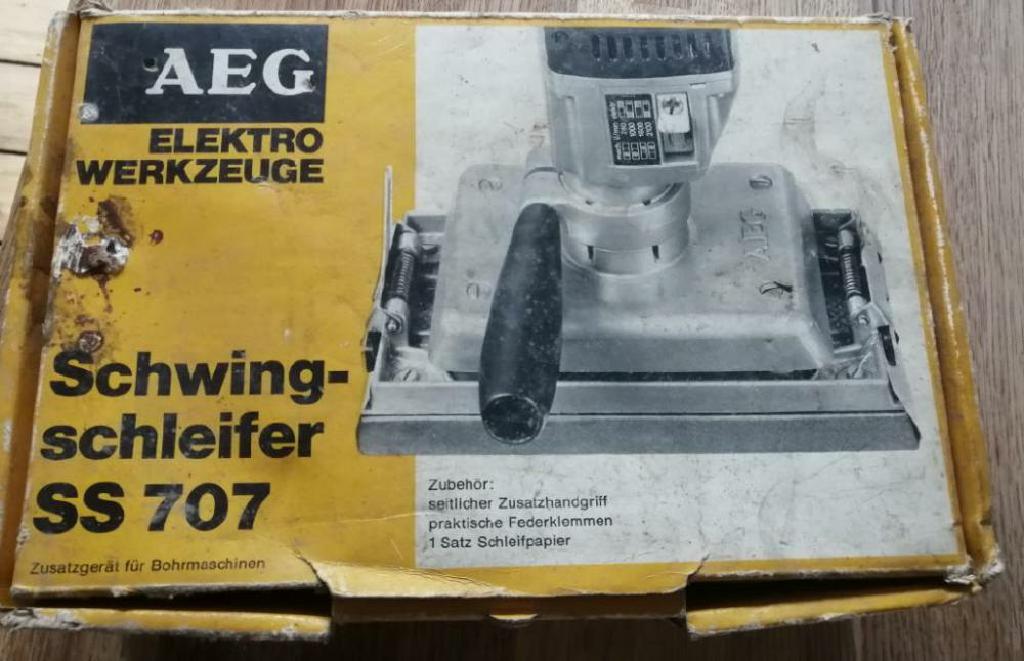 AEG
ELEKTRO
WERKZEUGE
Schwing-
schleifer
SS 707
Zusatzgerät für Bohrmaschinen
AEG
Zubehör:
seitlicher Zusatzhandgriff
praktische Federklemmen
1 Satz Schleifpapier